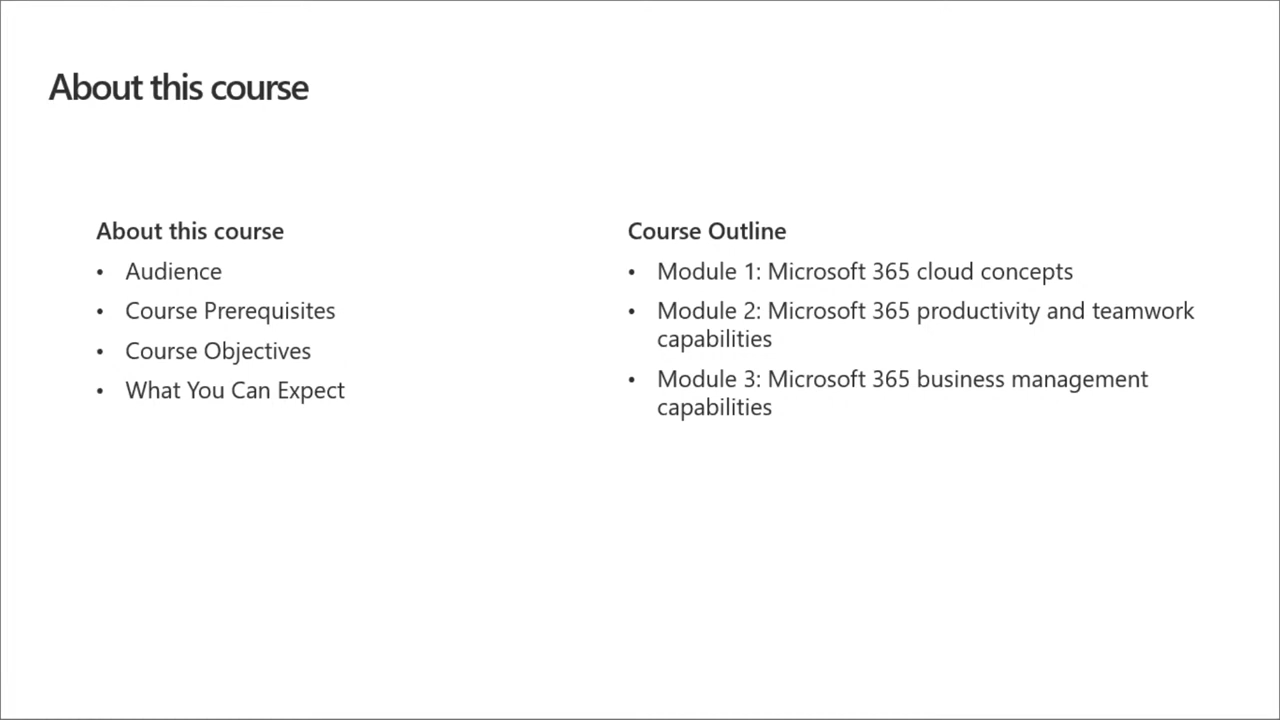 About this course
About this course
• Audience
• Course Prerequisites
• Course Objectives
• What You Can Expect
Course Outline
• Module 1: Microsoft 365 cloud concepts
• Module 2: Microsoft 365 productivity and teamwork
capabilities
• Module 3: Microsoft 365 business management
capabilities